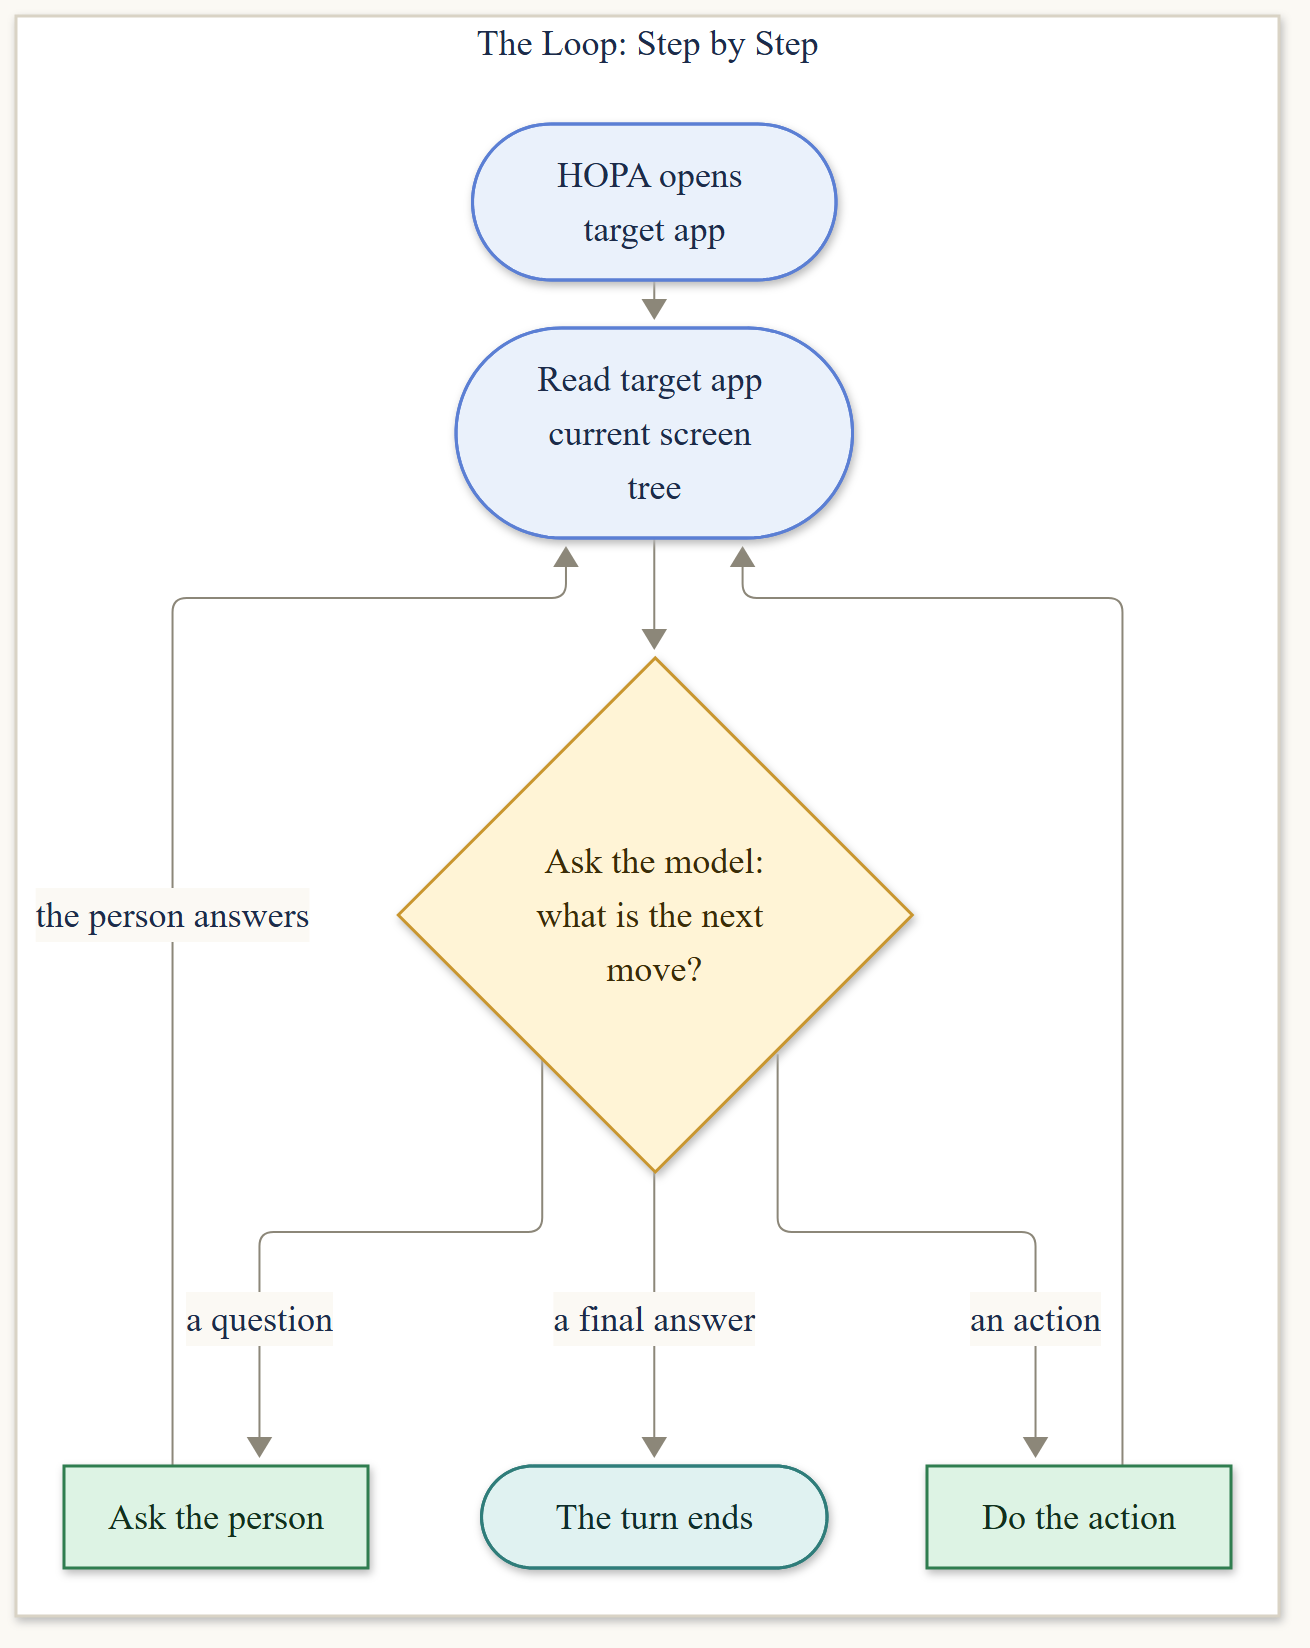 The Loop: Step by Step
HOPA opens
target app
Read target app
current screen
tree
Ask the model:
what is the next
move?
the person answers
a question
a final answer
an action
Ask the person
The turn ends
Do the action